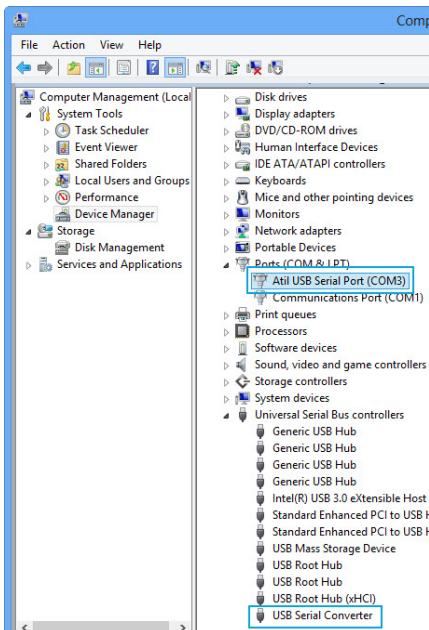 Comp
File Action View Help
Computer Management (Local
System Tools
Task Scheduler
Event Viewer
Shared Folders
Local Users and Groups
Performance
Device Manager
Storage
Disk Management
Services and Applications
Disk drives
Display adapters
DVD/CD-ROM drives
Human Interface Devices
IDE ATA/ATAPI controllers
Keyboards
Mice and other pointing devices
Monitors
Network adapters
Portable Devices
Ports (COM & LPT)
Atil USB Serial Port (COM3)
Communications Port (COM1)
Print queues
Processors
Software devices
Sound, video and game controllers
Storage controllers
System devices
Universal Serial Bus controllers
Generic USB Hub
Generic USB Hub
Generic USB Hub
Generic USB Hub
Intel(R) USB 3.0 eXtensible Host
Standard Enhanced PCI to USB H
Standard Enhanced PCI to USB H
USB Mass Storage Device
USB Root Hub
USB Root Hub
USB Root Hub (xHCI)
USB Serial Converter